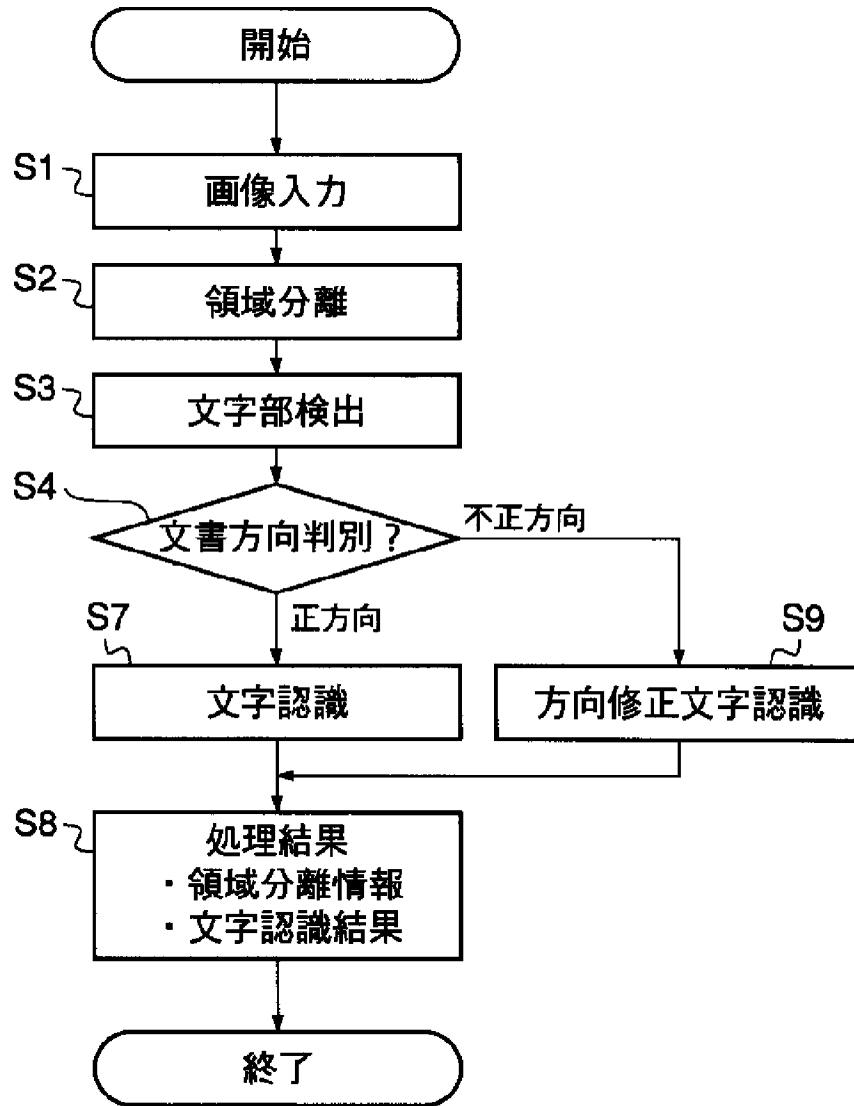 開始
S1
画像入力
S2
領域分離
S3
文字部検出
S4
文書方向判別?
不正方向
正方向
S7
文字認識
S9
方向修正文字認識
S8
処理結果
・領域分離情報
・文字認識結果
終了